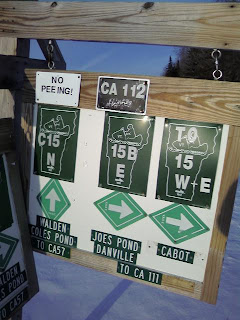 NO
PEEING!
CA 112
C15
N
15B
E
TO
15
W-E
WALDEN
COLES POND
TO CA57
JOES POND
DANVILLE
TO CA 111
CABOT